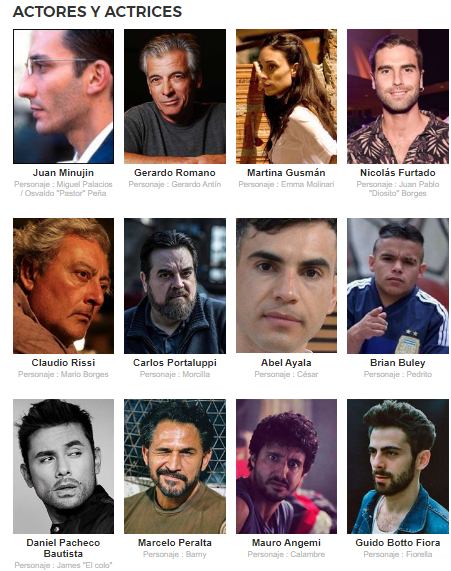 ACTORES Y ACTRICES
Juan Minujin
Personaje : Miguel Palacios
/ Osvaldo "Pastor" Peña
Gerardo Romano
Personaje : Gerardo Antín
Martina Gusmán
Personaje : Emma Molinari
Nicolás Furtado
Personaje : Juan Pablo
"Diosito" Borges
Claudio Rissi
Personaje : Mario Borges
Carlos Portaluppi
Personaje : Morcilla
Abel Ayala
Personaje : César
Brian Buley
Personaje : Pedrito
Daniel Pacheco
Bautista
Personaje : James "El colo"
Marcelo Peralta
Personaje : Barny
Mauro Angemi
Personaje : Calambre
Guido Botto Fiora
Personaje : Fiorella